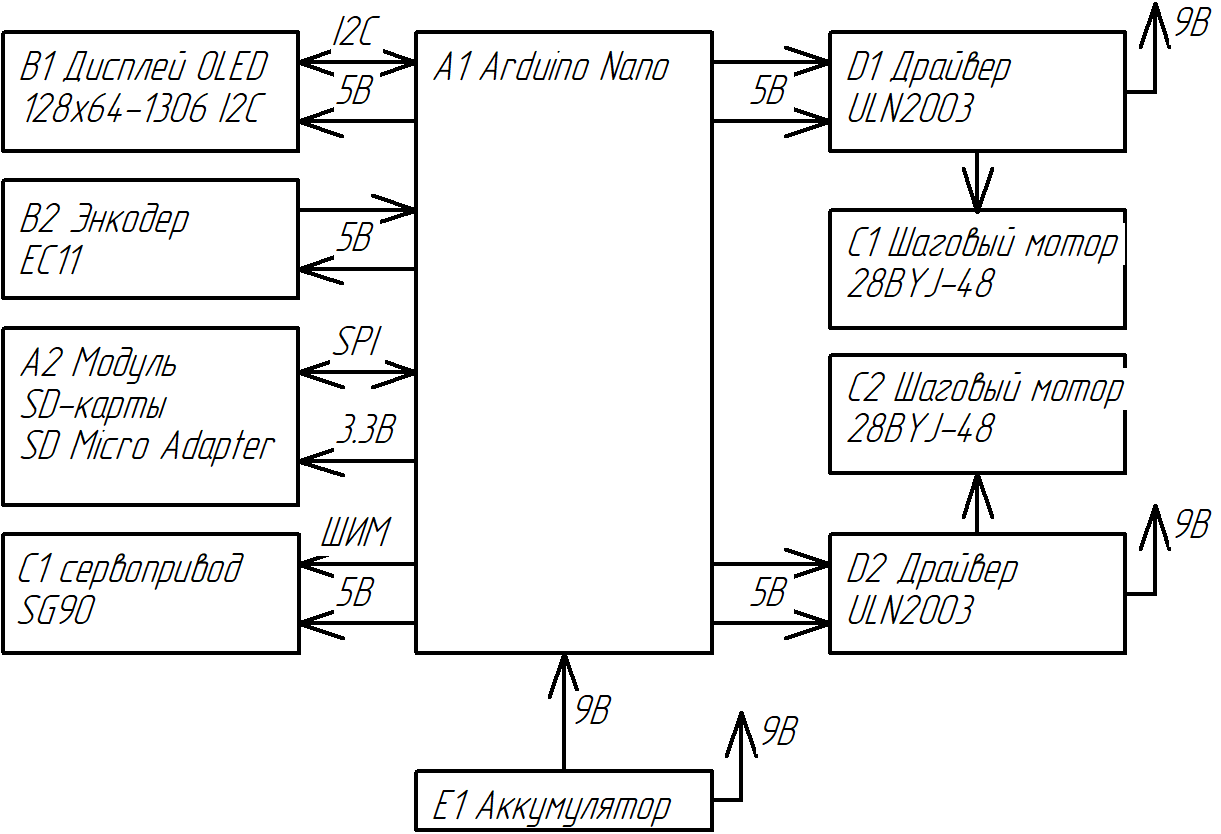 B1 Дисплей OLED
128x64-1306 I2C
I2C
5В
A1 Arduino Nano
5В
D1 Драйвер
ULN2003
9В
B2 Энкодер
EC11
5В
C1 Шаговый мотор
28BYJ-48
A2 Модуль
SD-карты
SD Micro Adapter
SPI
3.3В
C2 Шаговый мотор
28BYJ-48
C1 сервопривод
SG90
ШИМ
5В
5В
D2 Драйвер
ULN2003
9В
9В
E1 Аккумулятор
9В